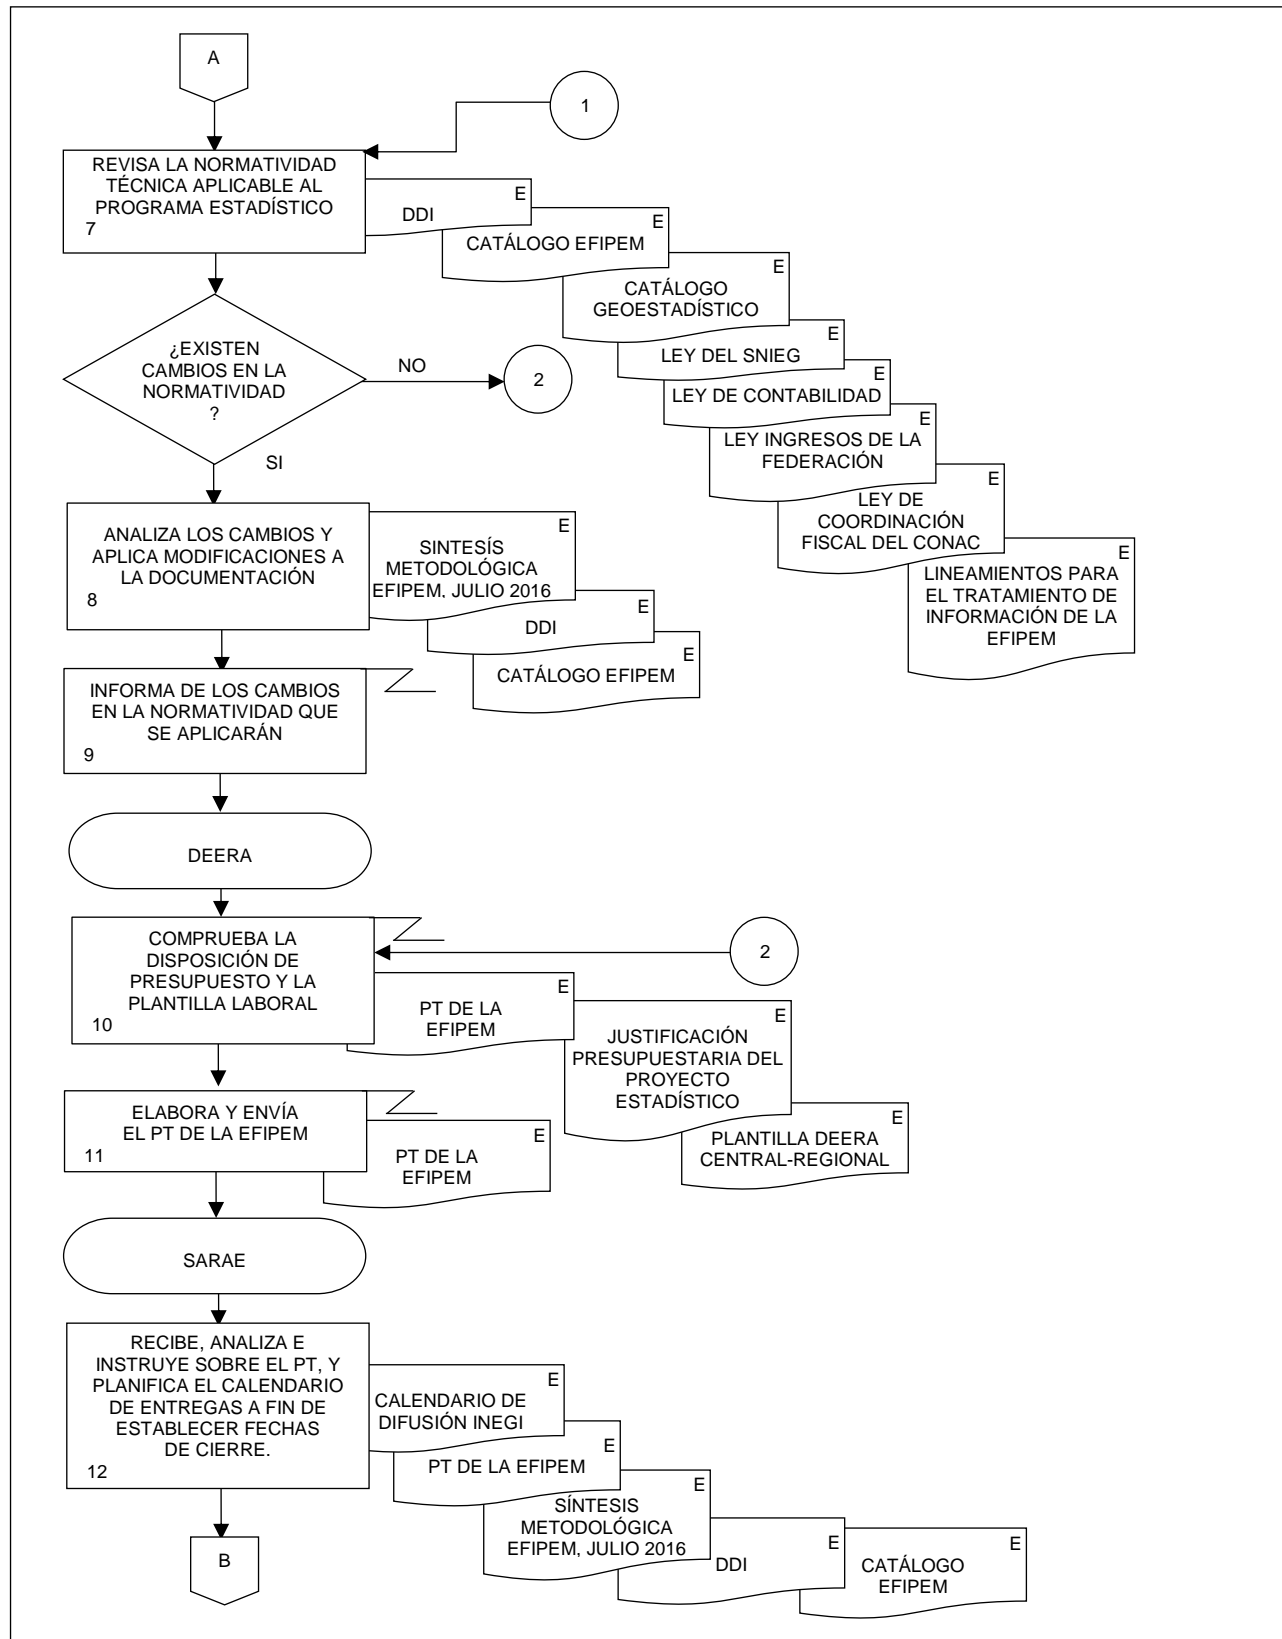 A
1
REVISA LA NORMATIVIDAD
TÉCNICA APLICABLE AL
PROGRAMA ESTADÍSTICO
7
E
DDI
E
CATÁLOGO EFIPEM
E
CATÁLOGO
GEOESTADÍSTICO
E
LEY DEL SNIEG
E
LEY DE CONTABILIDAD
E
LEY INGRESOS DE LA
FEDERACIÓN
E
LEY DE
COORDINACIÓN
FISCAL DEL CONAC
E
LINEAMIENTOS PARA
EL TRATAMIENTO DE
INFORMACIÓN DE LA
EFIPEM
¿EXISTEN
CAMBIOS EN LA
NORMATIVIDAD
?
NO
2
SI
ANALIZA LOS CAMBIOS Y
APLICA MODIFICACIONES A
LA DOCUMENTACIÓN
8
E
SINTESÍS
METODOLÓGICA
EFIPEM, JULIO 2016
E
DDI
E
CATÁLOGO EFIPEM
INFORMA DE LOS CAMBIOS
EN LA NORMATIVIDAD QUE
SE APLICARÁN
9
DEERA
COMPRUEBA LA
DISPOSICIÓN DE
PRESUPUESTO Y LA
PLANTILLA LABORAL
10
2
E
PT DE LA
EFIPEM
E
JUSTIFICACIÓN
PRESUPUESTARIA DEL
PROYECTO
ESTADÍSTICO
E
PLANTILLA DEERA
CENTRAL-REGIONAL
ELABORA Y ENVÍA
EL PT DE LA EFIPEM
11
E
PT DE LA
EFIPEM
SARAE
RECIBE, ANALIZA E
INSTRUYE SOBRE EL PT, Y
PLANIFICA EL CALENDARIO
DE ENTREGAS A FIN DE
ESTABLECER FECHAS
DE CIERRE.
12
E
CALENDARIO DE
DIFUSIÓN INEGI
E
PT DE LA EFIPEM
E
SÍNTESIS
METODOLÓGICA
EFIPEM, JULIO 2016
E
DDI
E
CATÁLOGO
EFIPEM
B